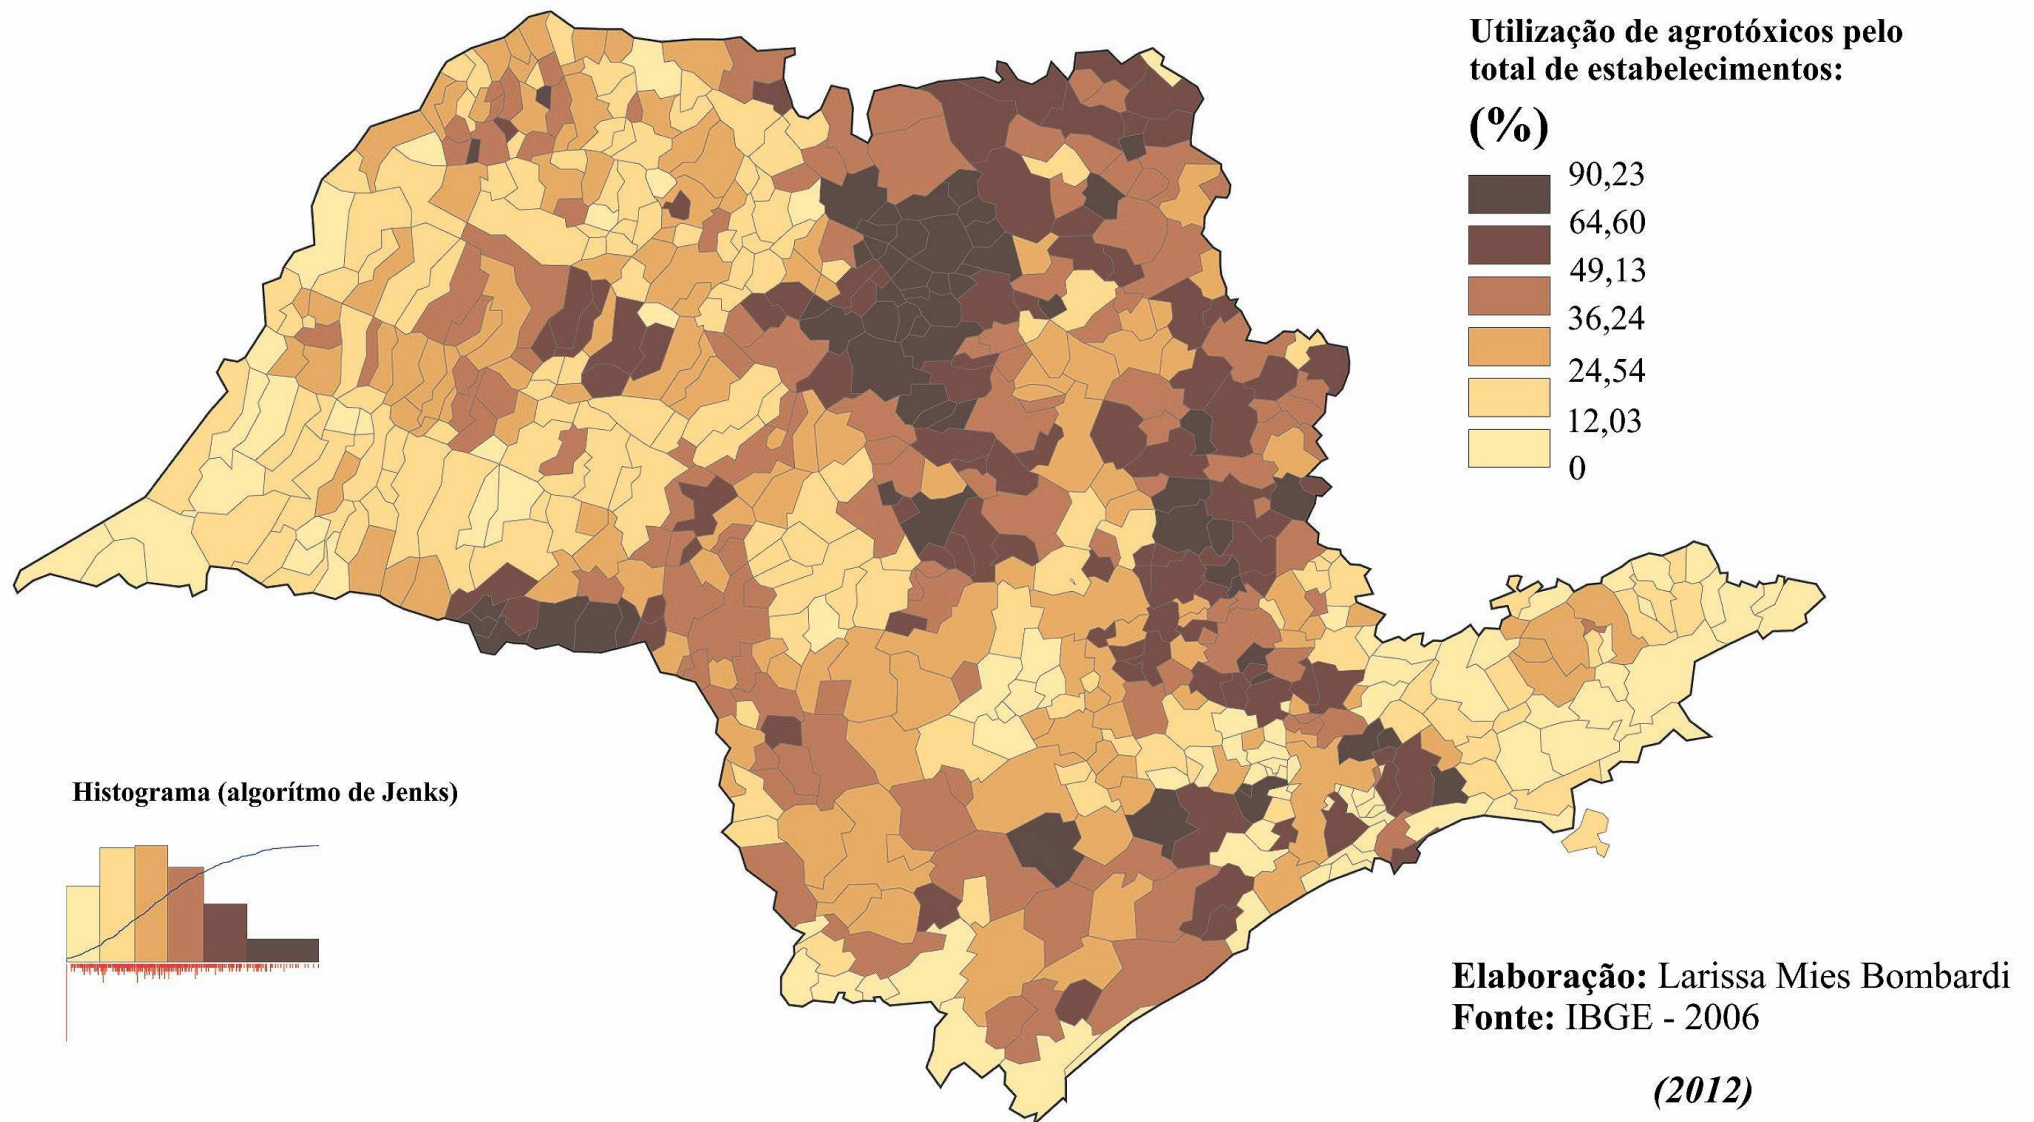 Utilização de agrotóxicos pelo
total de estabelecimentos:
(%)
90,23
64,60
49,13
36,24
24,54
12,03
0
Histograma (algorítmo de Jenks)
Elaboração: Larissa Mies Bombardi
Fonte: IBGE - 2006
(2012)